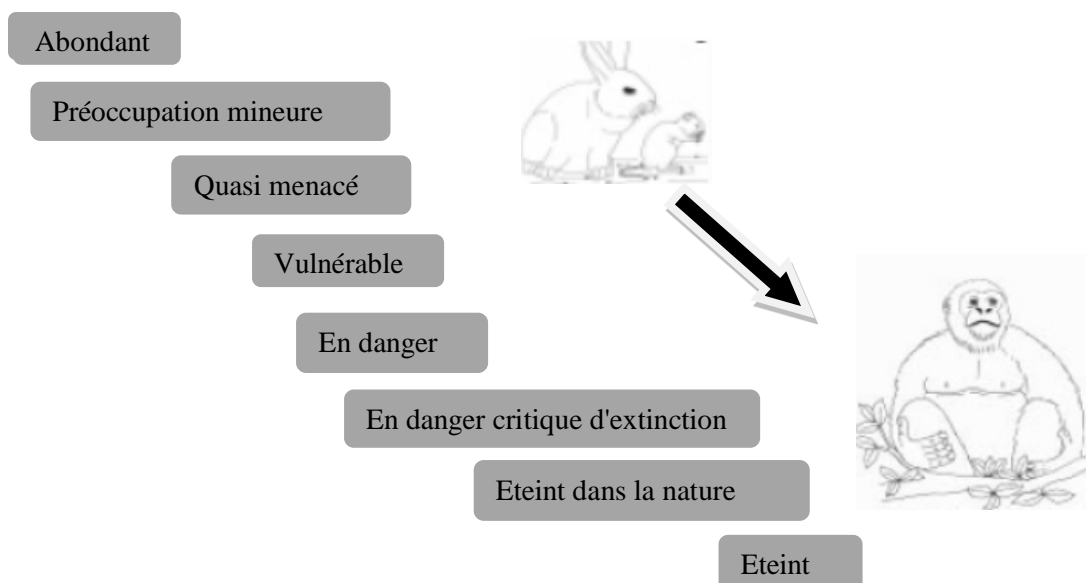 Abondant
Préoccupation mineure
Quasi menacé
Vulnérable
En danger
En danger critique d'extinction
Eteint dans la nature
Eteint